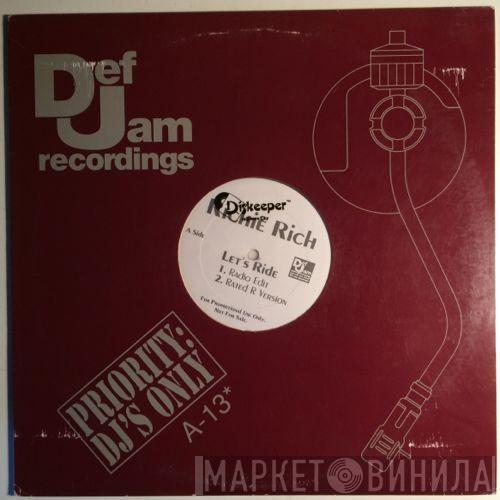 Def
Jam
recordings
Diskeeper™
Richie Rich
A Side
Let's Ride
1. Radio Edit
2. Rated R Version
For Promotional Use Only.
Not For Sale.
PRIORITY:
DJ'S ONLY
A-13*
МАРКЕТ ВИНИЛА